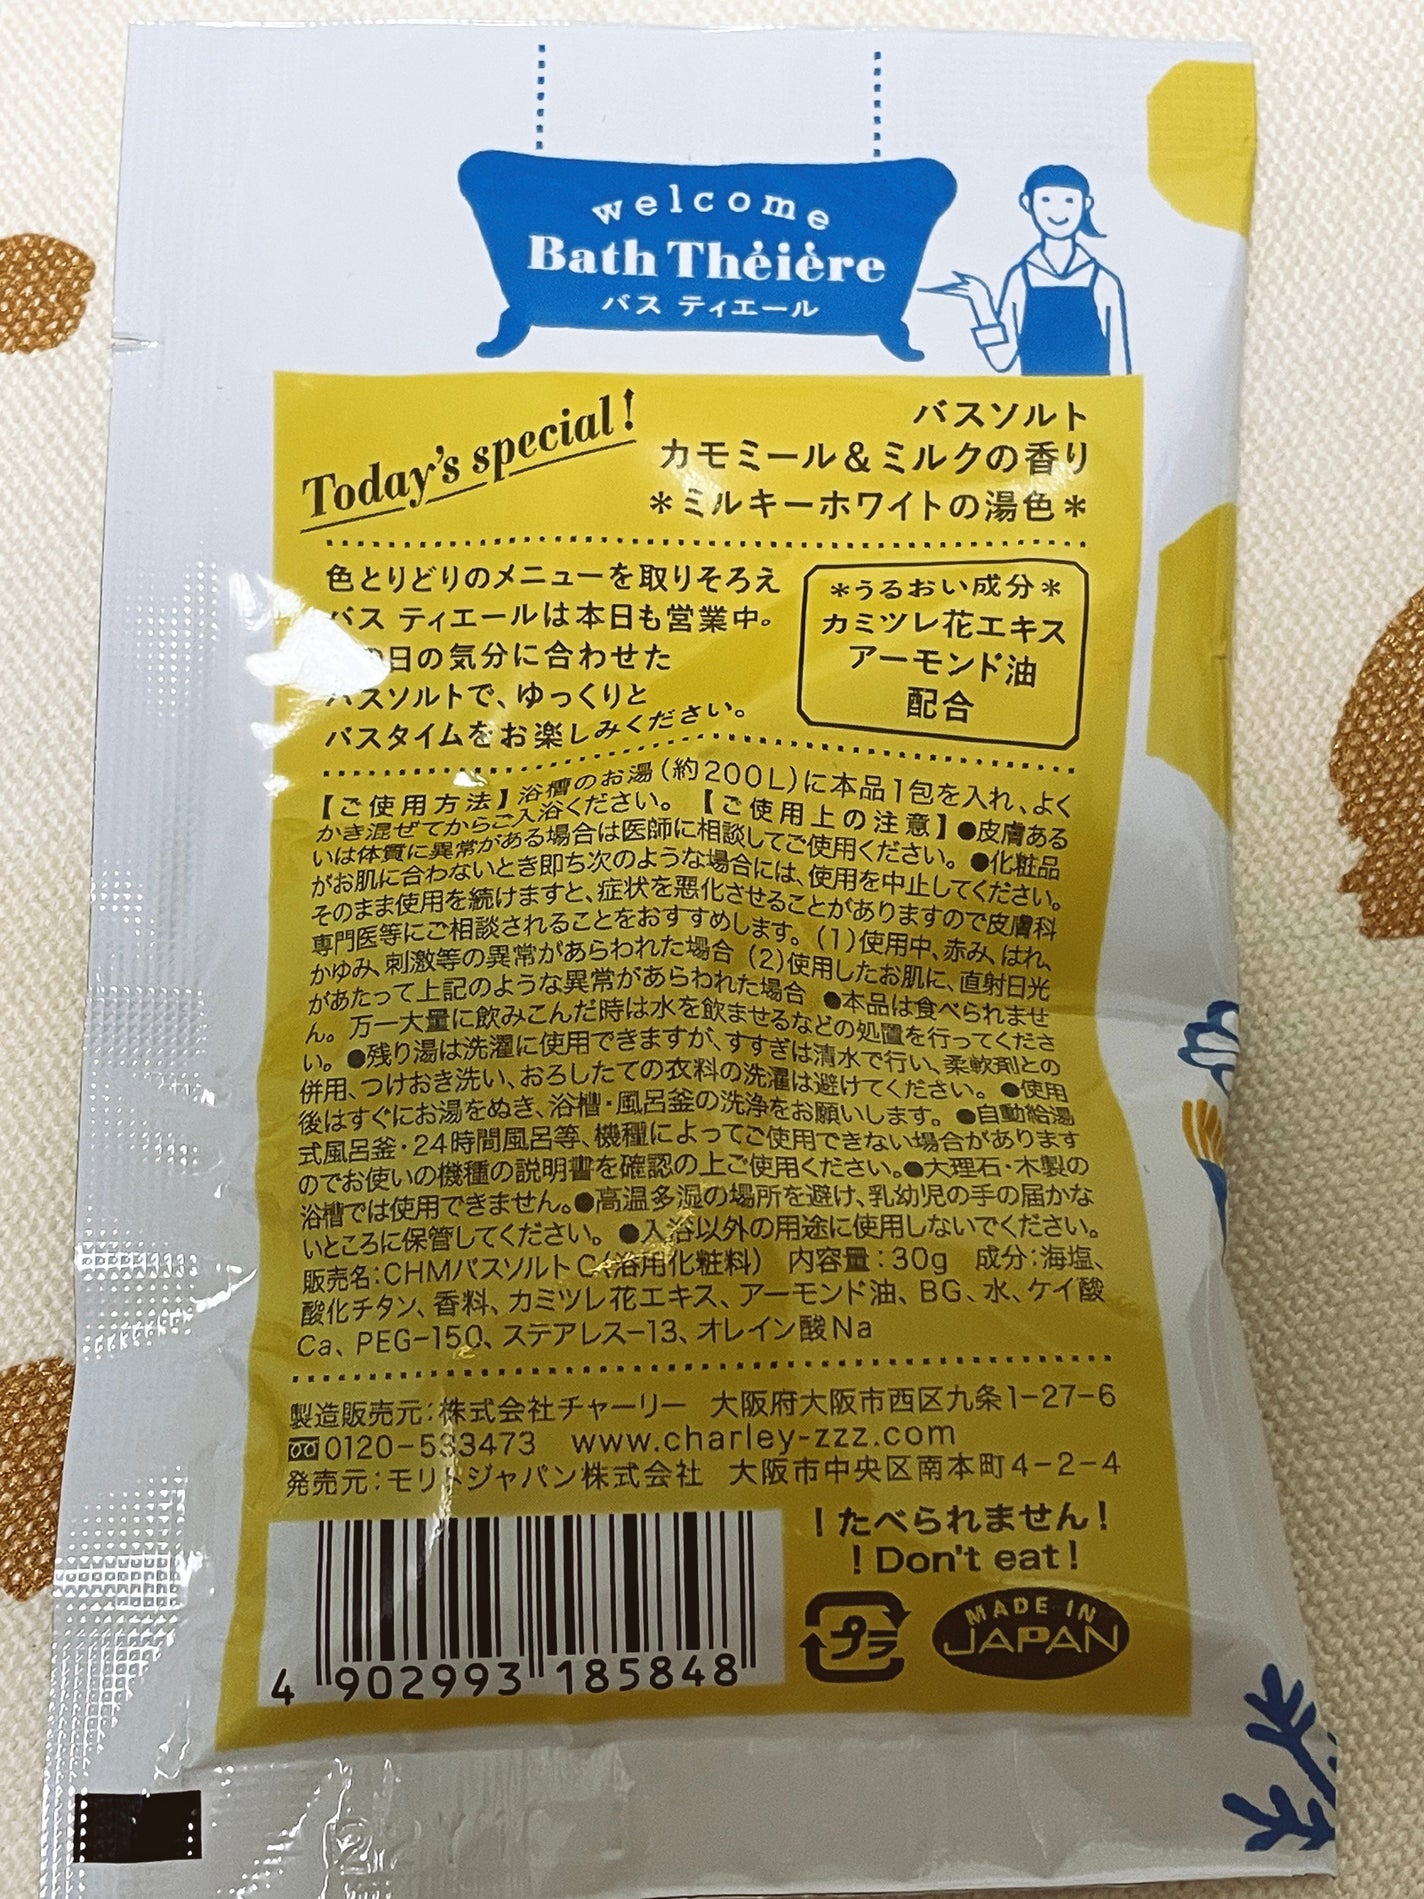 welcome
Bath Théière
バス ティエール
Today's special!
バスソルト
カモミール＆ミルクの香り
＊ミルキーホワイトの湯色＊
色とりどりのメニューを取りそろえ
バス ティエールは本日も営業中。
の日の気分に合わせた
バスソルトで、ゆっくりと
バスタイムをお楽しみください。
＊うるおい成分＊
カミツレ花エキス
アーモンド油
配合
【ご使用方法】浴槽のお湯（約200L）に本品1包を入れ、よく
かき混ぜてからご入浴ください。【ご使用上の注意】●皮膚ある
いは体質に異常がある場合は医師に相談してご使用ください。●化粧品
がお肌に合わないとき即ち次のような場合には、使用を中止してください。
そのまま使用を続けますと、症状を悪化させることがありますので皮膚科
専門医等にご相談されることをおすすめします。（1）使用中、赤み、はれ、
かゆみ、刺激等の異常があらわれた場合（2）使用したお肌に、直射日光
があたって上記のような異常があらわれた場合 ●本品は食べられませ
ん。万一大量に飲みこんだ時は水を飲ませるなどの処置を行ってくださ
い。●残り湯は洗濯に使用できますが、すすぎは清水で行い、柔軟剤との
併用、つけおき洗い、おろしたての衣料の洗濯は避けてください。●使用
後はすぐにお湯をぬき、浴槽・風呂釜の洗浄をお願いします。●自動給湯
式風呂釜・24時間風呂等、機種によってご使用できない場合があります
のでお使いの機種の説明書を確認の上ご使用ください。●大理石・木製の
浴槽では使用できません。●高温多湿の場所を避け、乳幼児の手の届かな
いところに保管してください。●入浴以外の用途に使用しないでください。
販売名：CHMバスソルトC（浴用化粧料） 内容量：30g 成分：海塩、
酸化チタン、香料、カミツレ花エキス、アーモンド油、BG、水、ケイ酸
Ca、PEG-150、ステアレス-13、オレイン酸Na
製造販売元：株式会社チャーリー 大阪府大阪市西区九条1-27-6
0120-533473 www.charley-zzz.com
発売元：モリトジャパン株式会社 大阪市中央区南本町4-2-4
！たべられません！
！Don't eat！
プラ
MADE IN
JAPAN
4 902993 185848